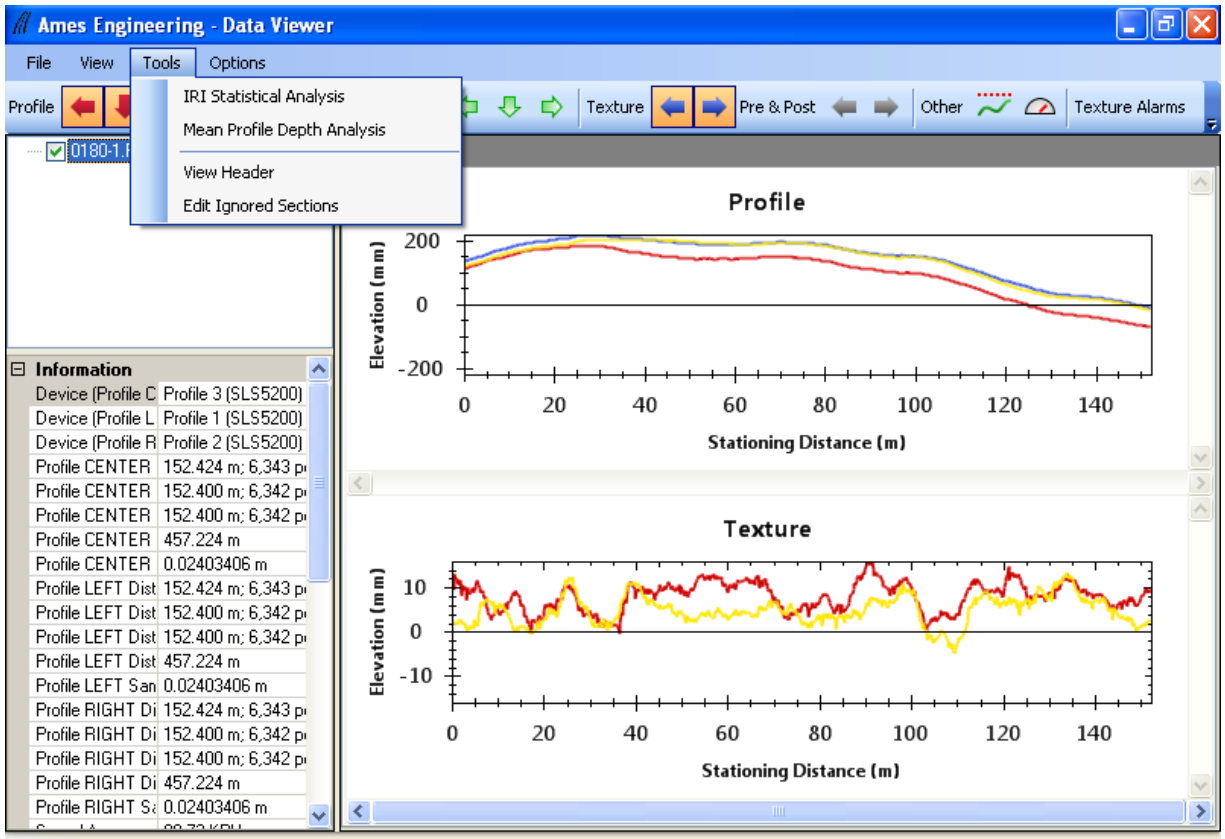 Ames Engineering - Data Viewer
File View Tools Options
Profile Texture Pre & Post Other Texture Alarms
IRI Statistical Analysis
Mean Profile Depth Analysis
View Header
Edit Ignored Sections
0180-1.
Information
Device (Profile C Profile 3 (SLS5200)
Device (Profile L Profile 1 (SLS5200)
Device (Profile R Profile 2 (SLS5200)
Profile CENTER 152.424 m; 6,343 p
Profile CENTER 152.400 m; 6,342 p
Profile CENTER 152.400 m; 6,342 p
Profile CENTER 457.224 m
Profile CENTER 0.02403406 m
Profile LEFT Dist 152.424 m; 6,343 p
Profile LEFT Dist 152.400 m; 6,342 p
Profile LEFT Dist 152.400 m; 6,342 p
Profile LEFT Dist 457.224 m
Profile LEFT San 0.02403406 m
Profile RIGHT Di 152.424 m; 6,343 p
Profile RIGHT Di 152.400 m; 6,342 p
Profile RIGHT Di 152.400 m; 6,342 p
Profile RIGHT Di 457.224 m
Profile RIGHT Sa 0.02403406 m
Profile
Elevation (mm)
200
0
-200
0 20 40 60 80 100 120 140
Stationing Distance (m)
Texture
Elevation (mm)
10
0
-10
0 20 40 60 80 100 120 140
Stationing Distance (m)